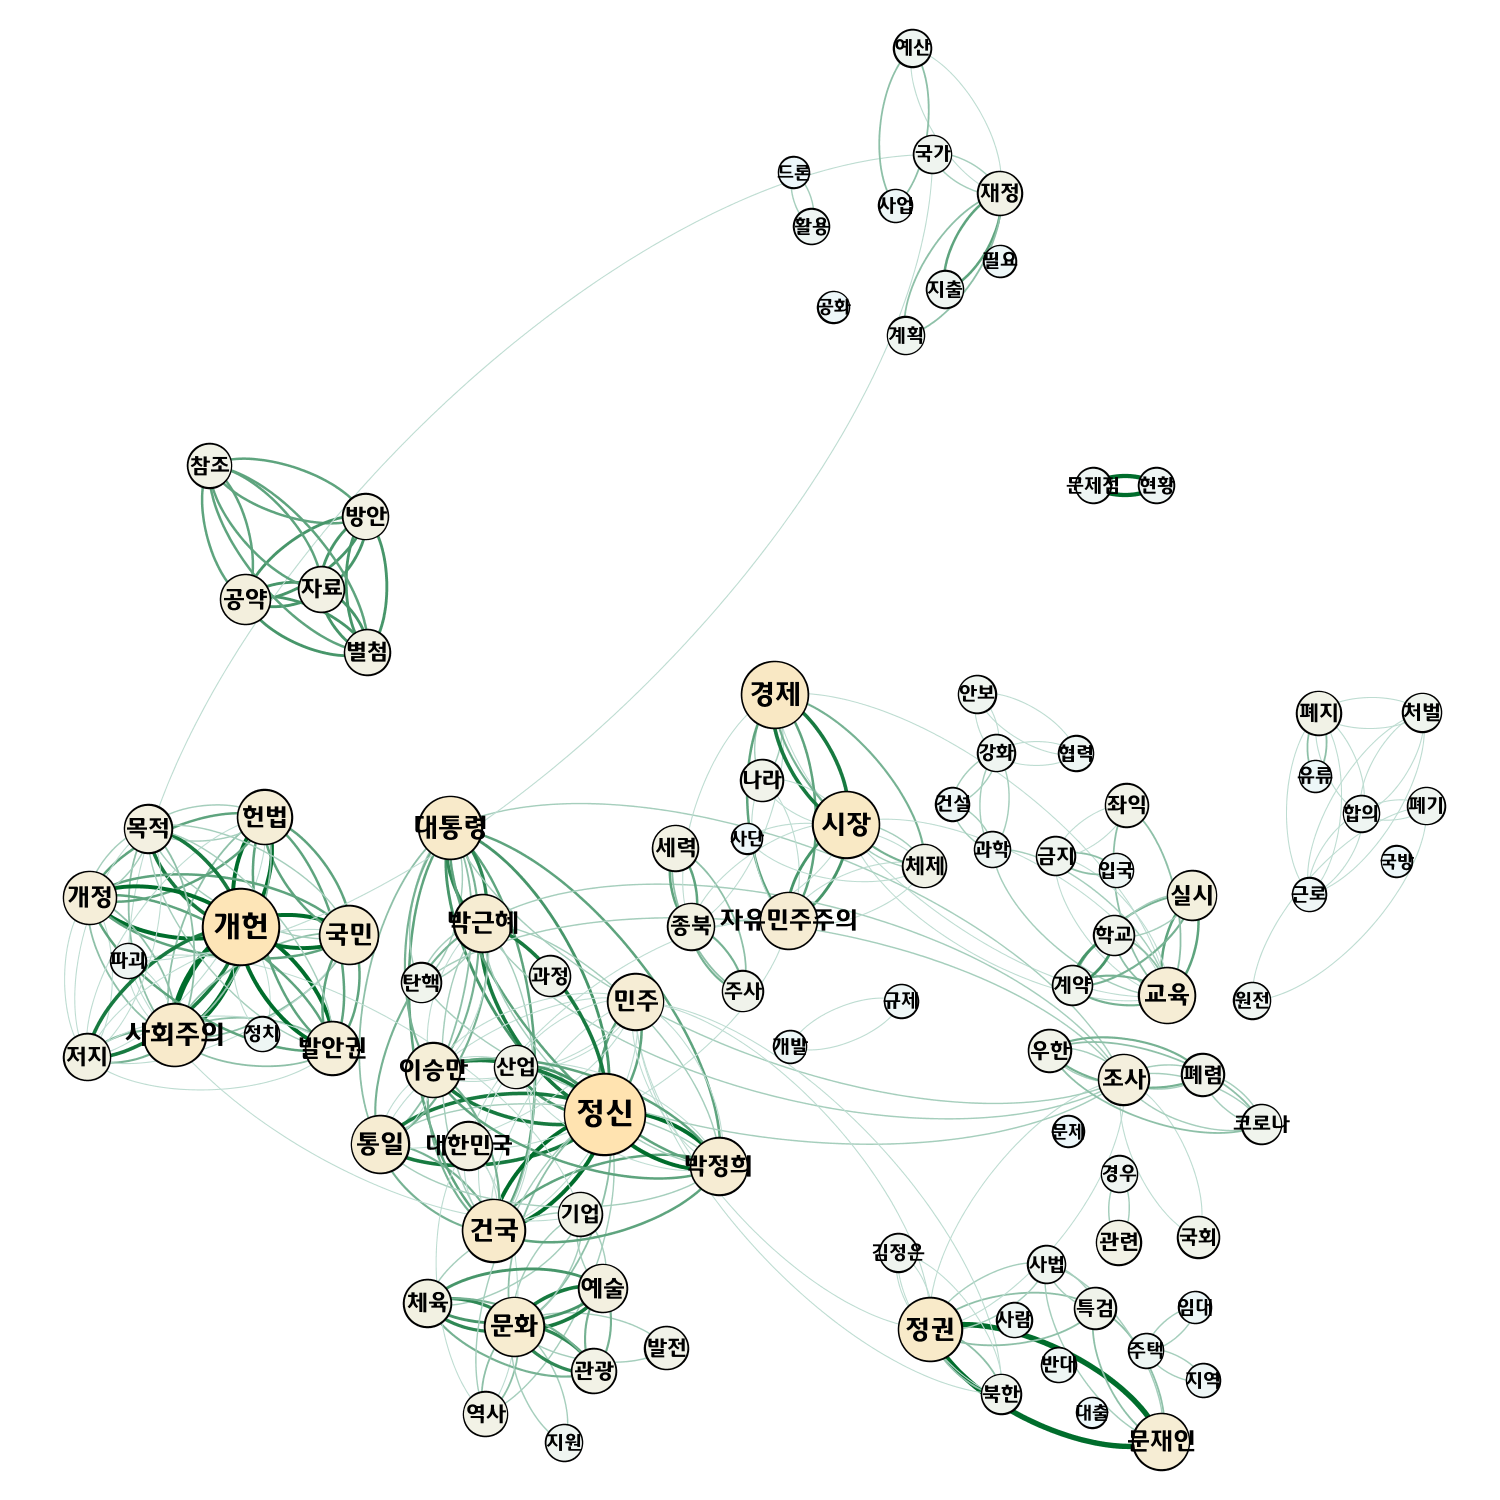 예산
국가
드론
재정
사업
활용
필요
지출
공화
계획
참조
문제점
현황
방안
자료
공약
별첨
경제
안보
폐지
처벌
강화
협력
나라
유류
건설
좌익
폐기
헌법
합의
목적
대통령
시장
사단
세력
과학
금지
국방
체제
입국
개정
실시
근로
박근혜
자유민주주의
개헌
종북
국민
학교
파괴
과정
탄핵
계약
주사
교육
민주
규제
원전
정치
사회주의
개발
발안권
우한
저지
산업
이승만
폐렴
조사
정신
코로나
문제
통일
대한민국
박정희
경우
기업
건국
국회
관련
김정은
사법
예술
체육
임대
특검
사람
문화
정권
발전
주택
반대
관광
지역
북한
대출
역사
문재인
지원